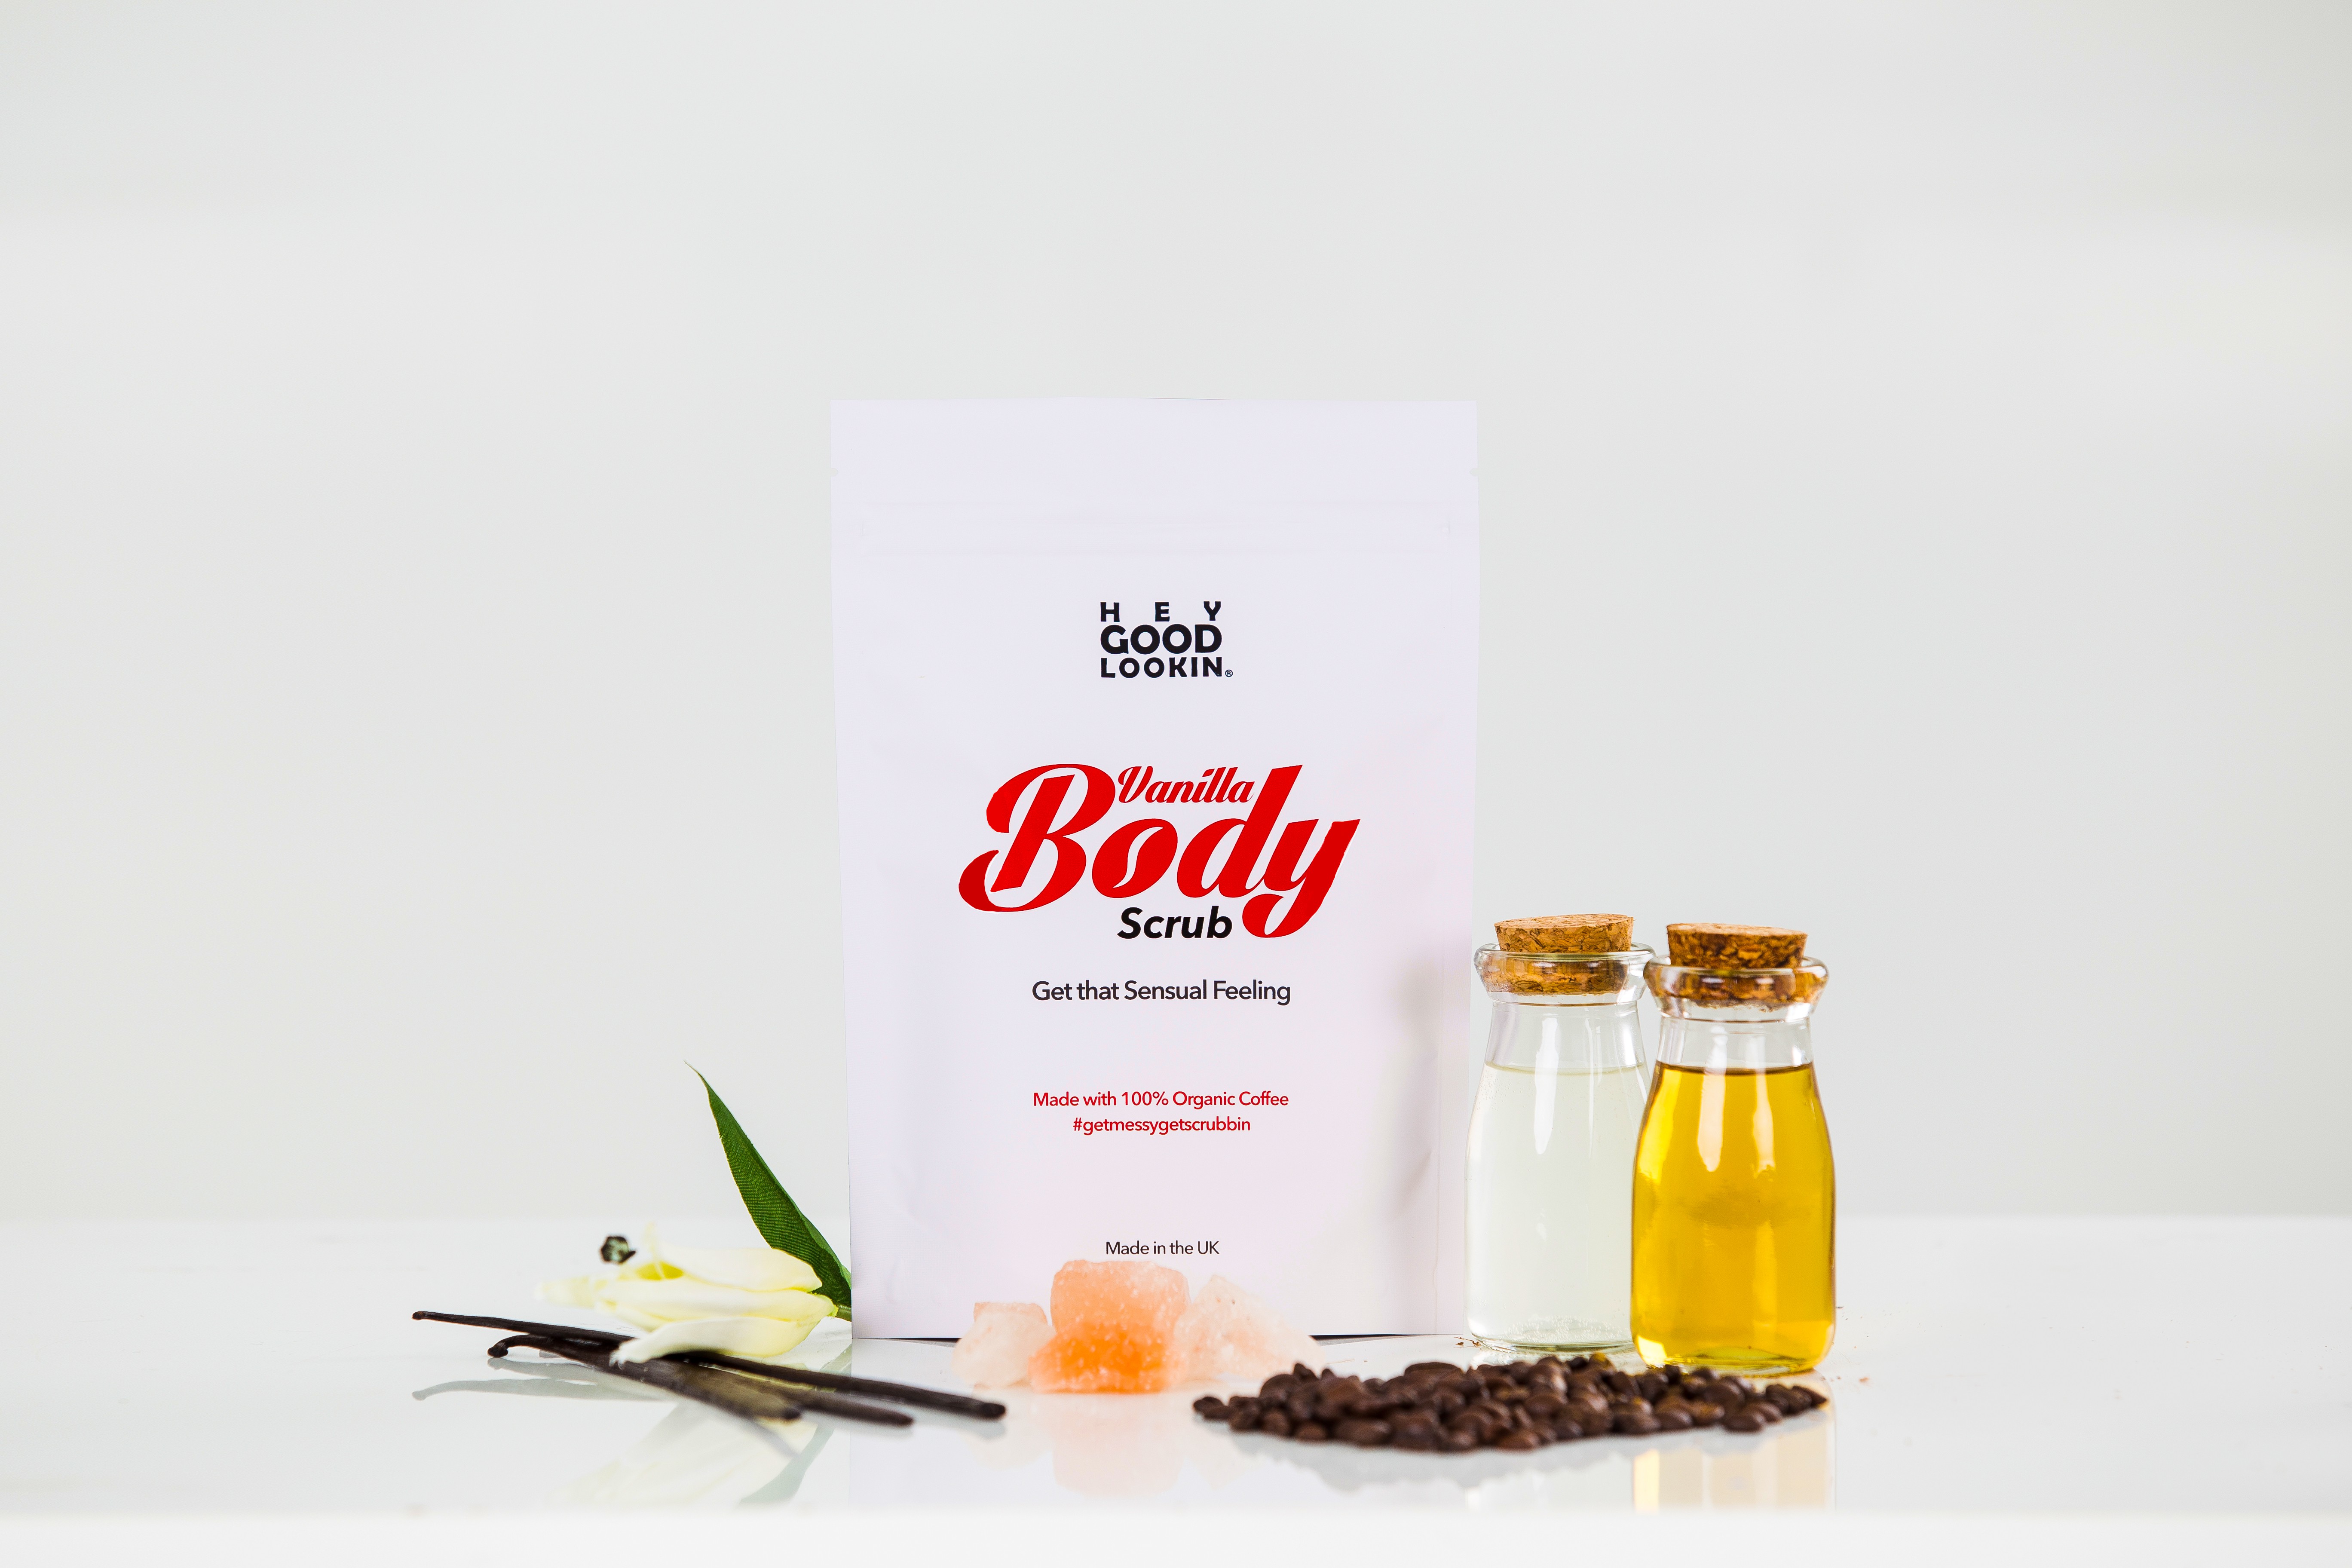 HEY
GOOD
LOOKIN®
Vanilla
Body
Scrub
Get that Sensual Feeling
Made with 100% Organic Coffee
#getmessygetscrubbin
Made in the UK